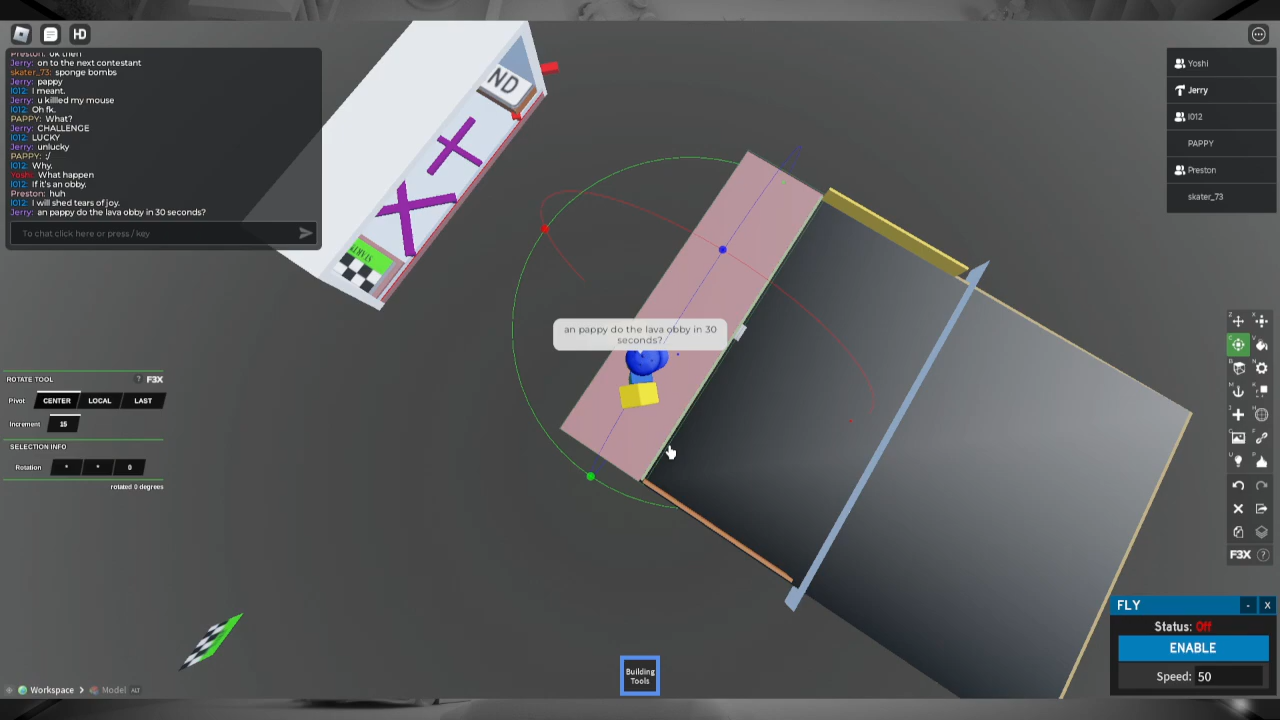 HD
Preston: ok then
Jerry: on to the next contestant
skater_73: sponge bombs
Jerry: pappy
I012: I meant.
Jerry: u killled my mouse
I012: Oh fk.
PAPPY: What?
Jerry: CHALLENGE
I012: LUCKY
Jerry: unlucky
PAPPY: :/
I012: Why.
Yoshi: What happen
I012: If it's an obby.
Preston: huh
I012: I will shed tears of joy.
Jerry: an pappy do the lava obby in 30 seconds?
To chat click here or press / key
ND
Yoshi
Jerry
I012
PAPPY
Preston
skater_73
an pappy do the lava obby in 30
seconds?
ROTATE TOOL ? F3X
Pivot: CENTER LOCAL LAST
Increment 15
SELECTION INFO
Rotation * * 0
rotated 0 degrees
F3X ?
FLY - X
Status: Off
ENABLE
Speed: 50
Building
Tools
Workspace > Model ALT